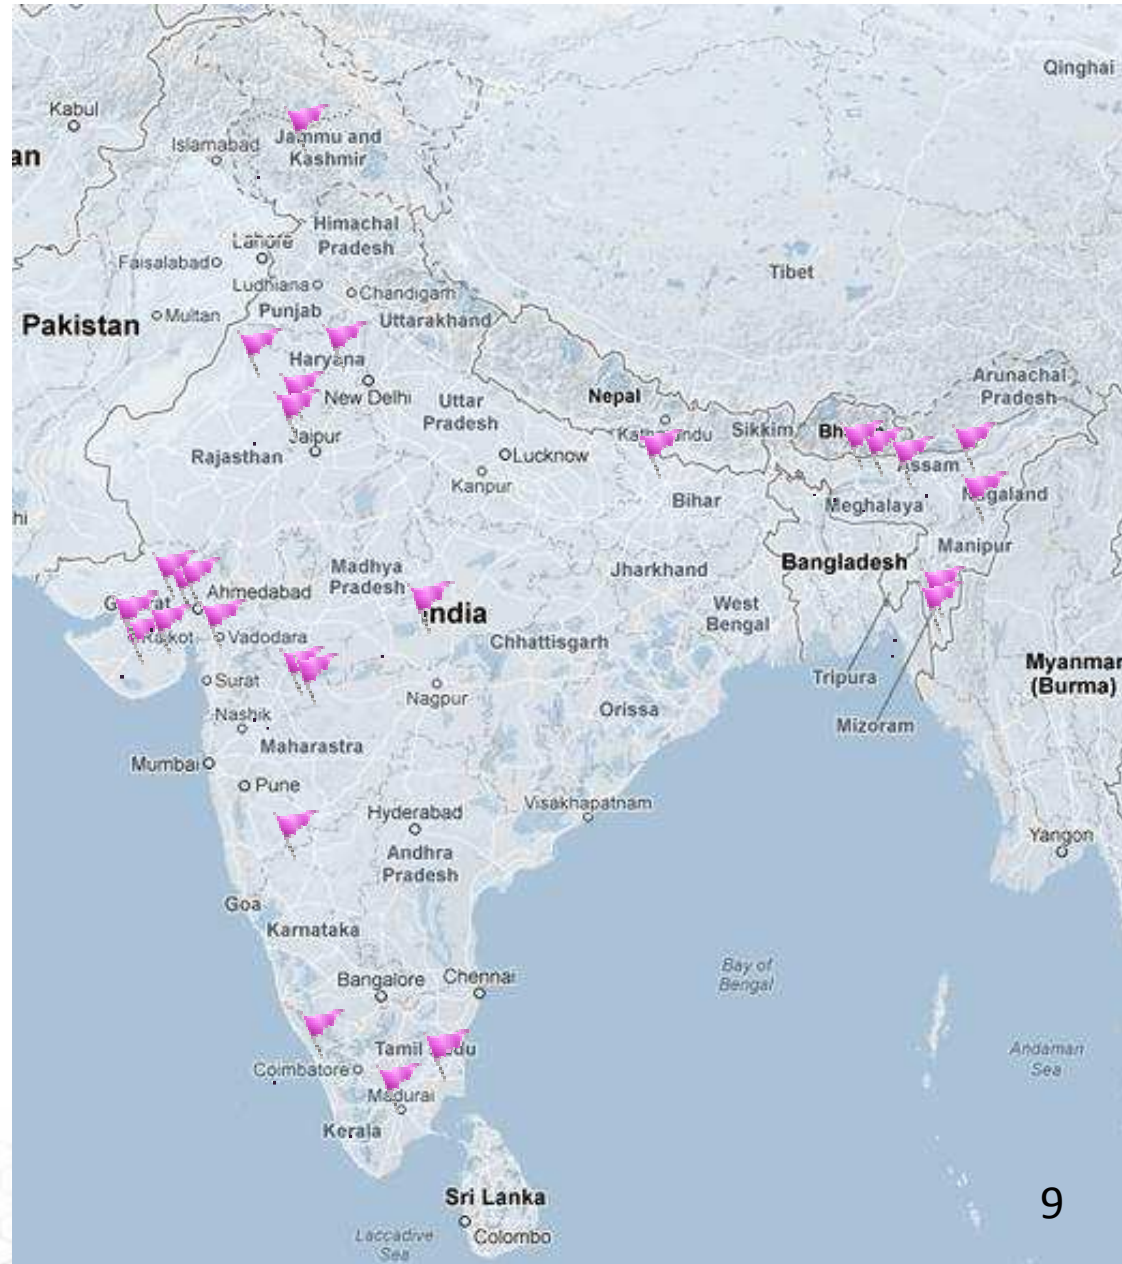 Qinghai
Kabul
Islamabad
Jammu and
Kashmir
an
Himachal
Pradesh
Lahore
Faisalabad
Tibet
Ludhiana
Chandigarh
Punjab
Multan
Uttarakhand
Pakistan
Haryana
Arunachal
Pradesh
Nepal
New Delhi
Uttar
Pradesh
Sikkim
Jaipur
Rajasthan
Lucknow
Assam
Kanpur
Bihar
Nagaland
Meghalaya
hi
Manipur
Bangladesh
Madhya
Pradesh
Jharkhand
Ahmedabad
West
Bengal
India
Rajkot
Vadodara
Chhattisgarh
Myanmar
(Burma)
Tripura
Surat
Nagpur
Orissa
Nashik
Mizoram
Maharastra
Mumbai
Pune
Visakhapatnam
Hyderabad
Yangon
Andhra
Pradesh
Goa
Karnataka
Bay of
Bengal
Bangalore
Chennai
Tamil
Andaman
Sea
Coimbatore
Madurai
Kerala
Sri Lanka
9
Colombo
Laccadive
Sea